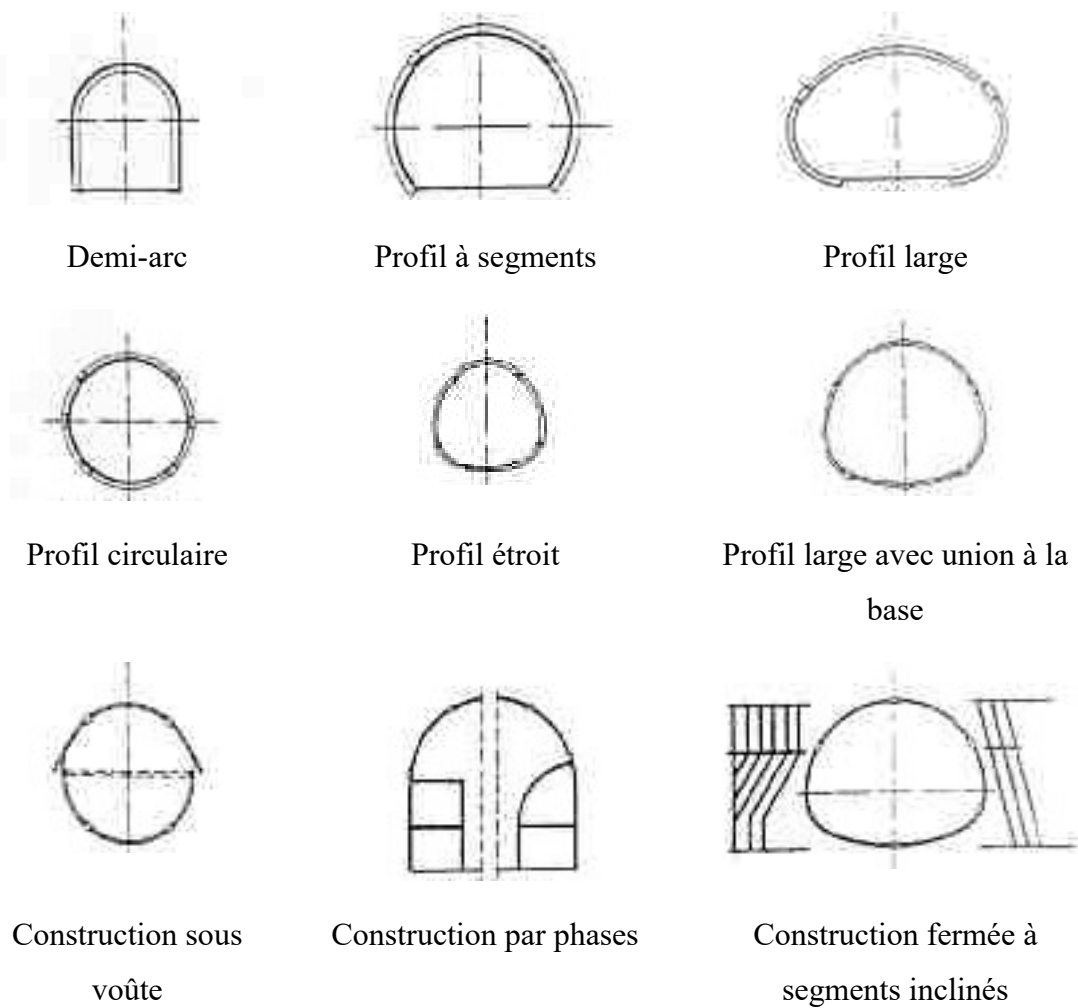 Demi-arc
Profil à segments
Profil large
Profil circulaire
Profil étroit
Profil large avec union à la
base
Construction sous
voûte
Construction par phases
Construction fermée à
segments inclinés